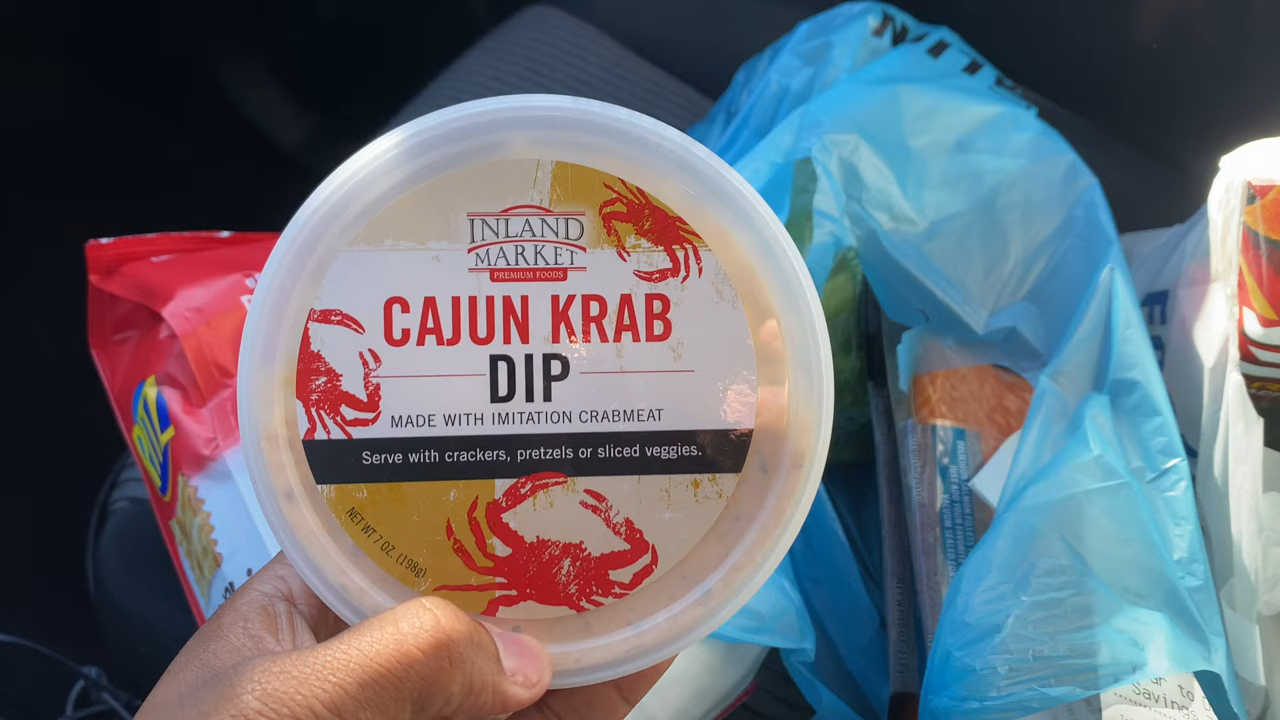 INLAND
MARKET
PREMIUM FOODS
CAJUN KRAB
DIP
MADE WITH IMITATION CRABMEAT
Serve with crackers, pretzels or sliced veggies.
NET WT 7 OZ. (198g)
Savings